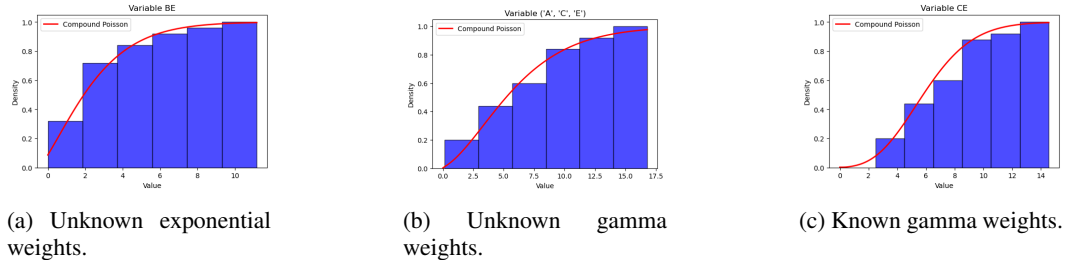 Variable BE
Compound Poisson
Density
1.0
0.8
0.6
0.4
0.2
0.0
0 2 4 6 8 10
Value
(a) Unknown exponential
weights.
Variable ('A', 'C', 'E')
Compound Poisson
Density
1.0
0.8
0.6
0.4
0.2
0.0
0.0 2.5 5.0 7.5 10.0 12.5 15.0 17.5
Value
(b) Unknown gamma
weights.
Variable CE
Compound Poisson
Density
1.0
0.8
0.6
0.4
0.2
0.0
0 2 4 6 8 10 12 14
Value
(c) Known gamma weights.